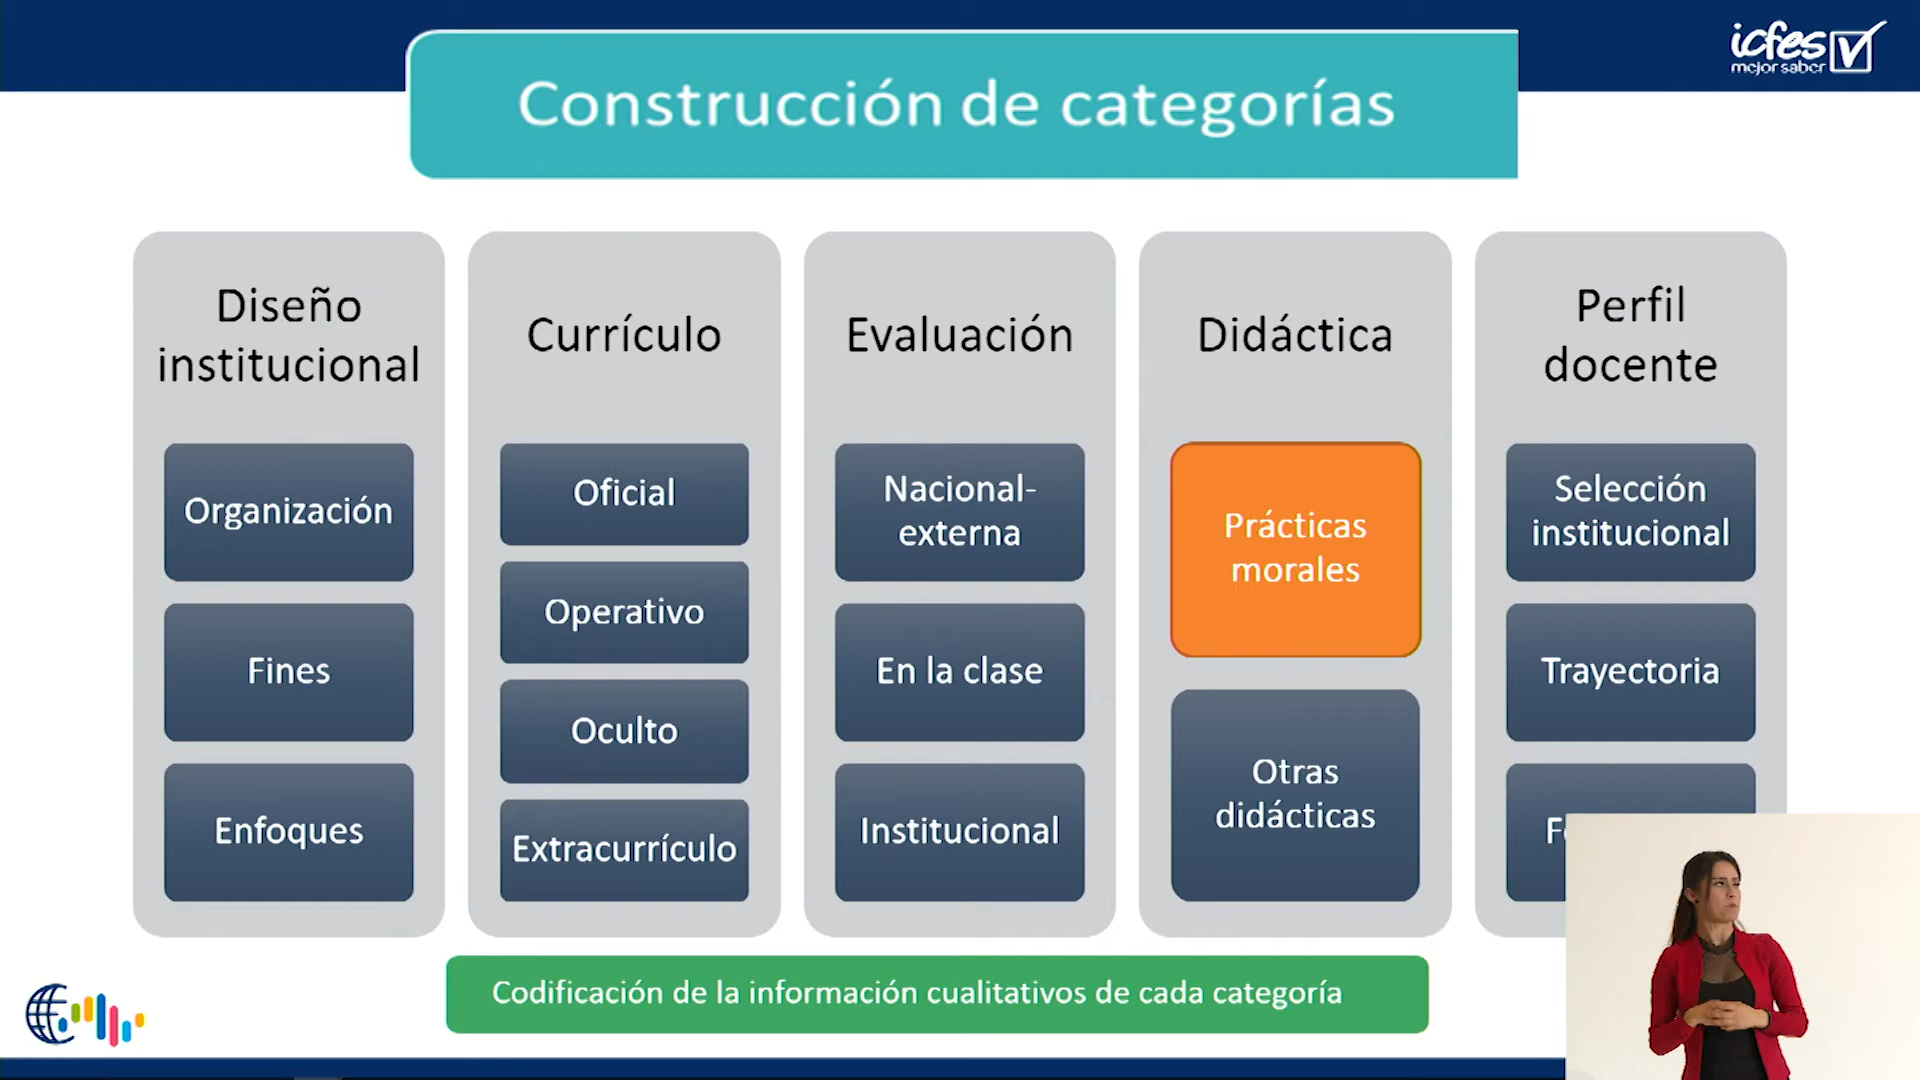 icfes
mejor saber
Construcción de categorías
Diseño
institucional
Organización
Fines
Enfoques
Currículo
Oficial
Operativo
Oculto
Extracurrículo
Evaluación
Nacional-
externa
En la clase
Institucional
Didáctica
Prácticas
morales
Otras
didácticas
Perfil
docente
Selección
institucional
Trayectoria
Codificación de la información cualitativos de cada categoría